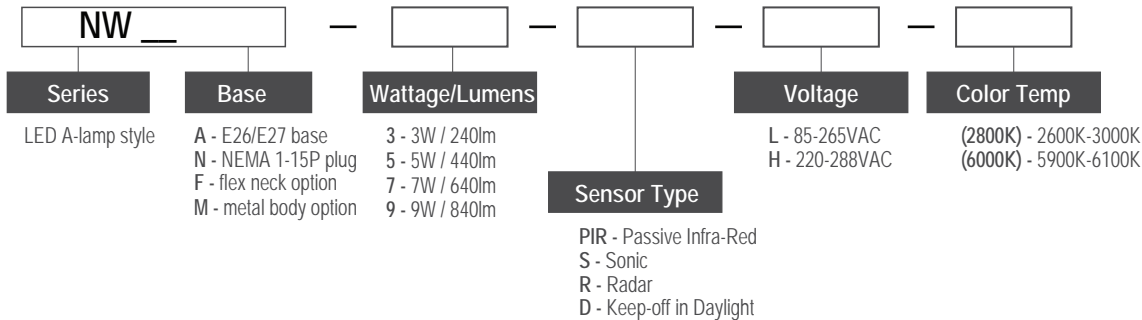 NW __ — — — —
Series Base Wattage/Lumens Voltage Color Temp
LED A-lamp style
A - E26/E27 base
N - NEMA 1-15P plug
F - flex neck option
M - metal body option
3 - 3W / 240lm
5 - 5W / 440lm
7 - 7W / 640lm
9 - 9W / 840lm
Sensor Type
PIR - Passive Infra-Red
S - Sonic
R - Radar
D - Keep-off in Daylight
L - 85-265VAC
H - 220-288VAC
(2800K) - 2600K-3000K
(6000K) - 5900K-6100K